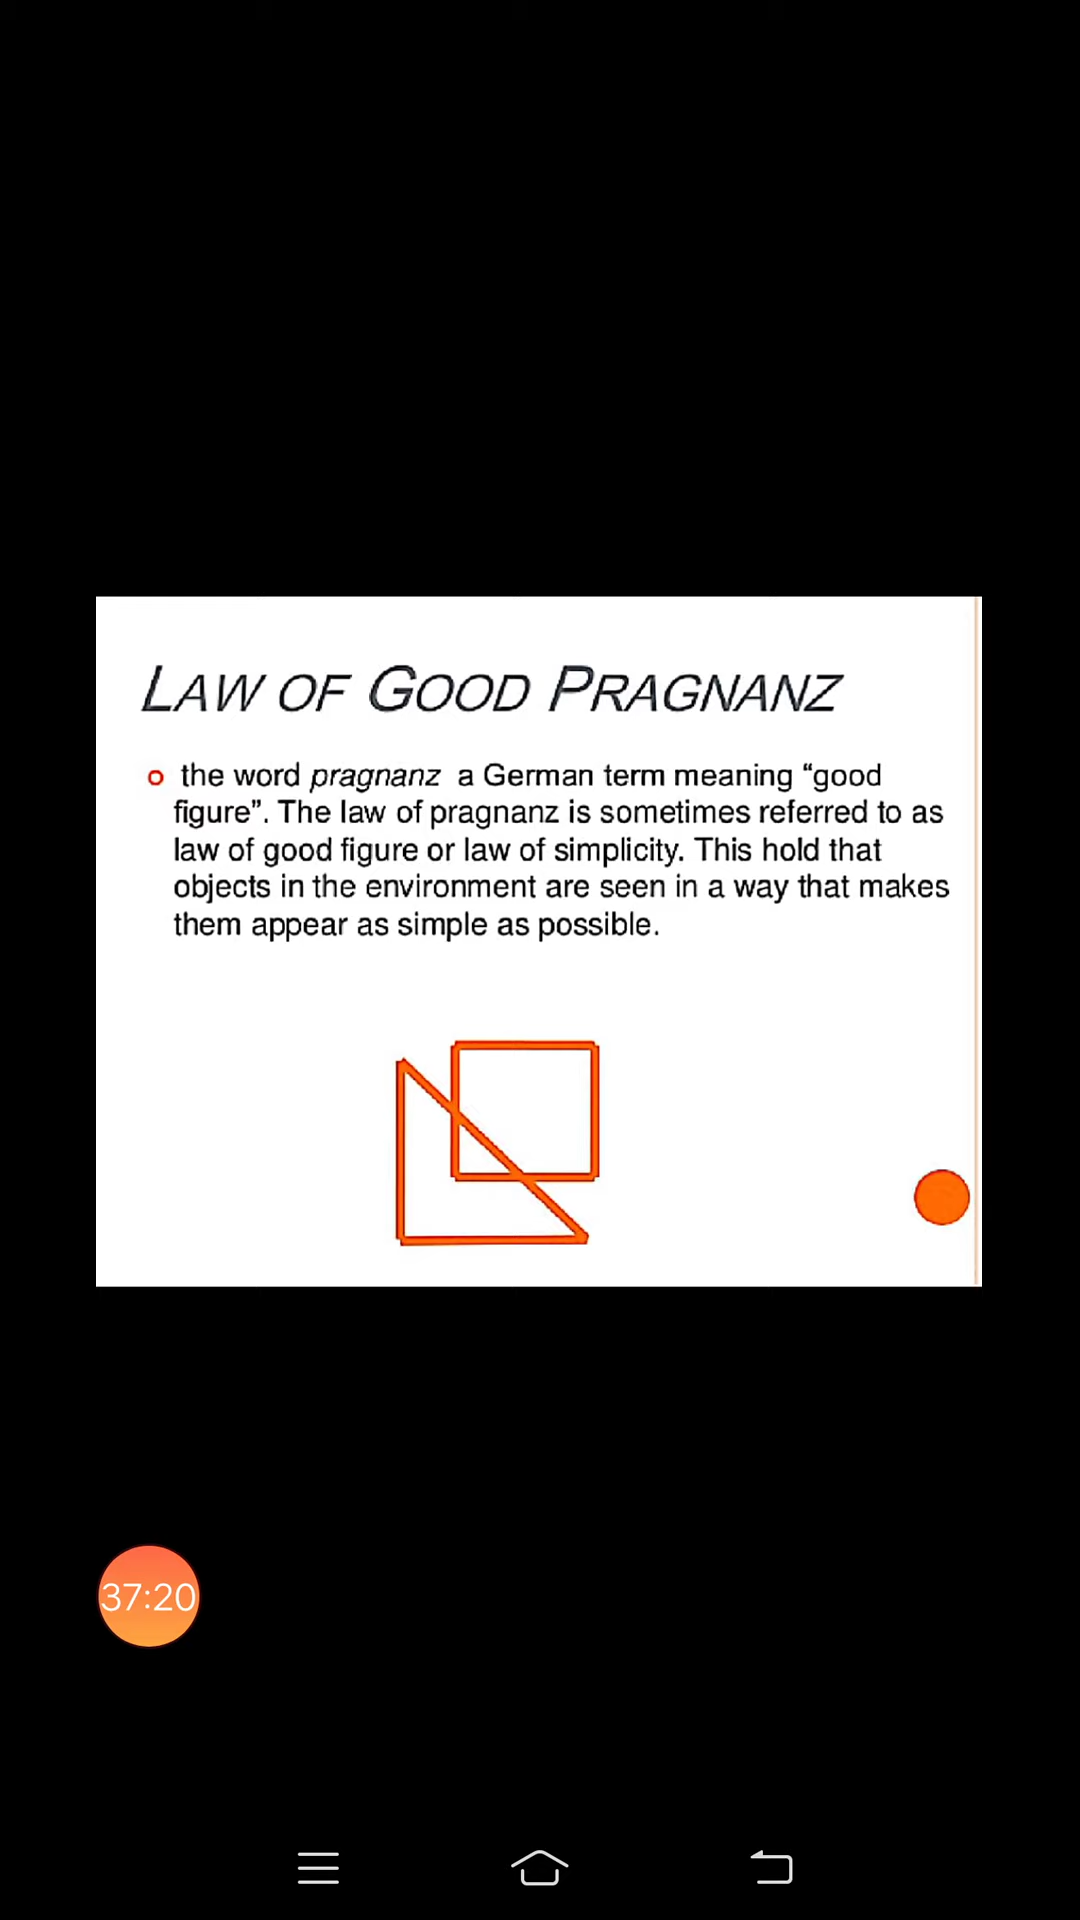 LAW OF GOOD PRAGNANZ
the word pragnanz a German term meaning “good
figure”. The law of pragnanz is sometimes referred to as
law of good figure or law of simplicity. This hold that
objects in the environment are seen in a way that makes
them appear as simple as possible.
37:20